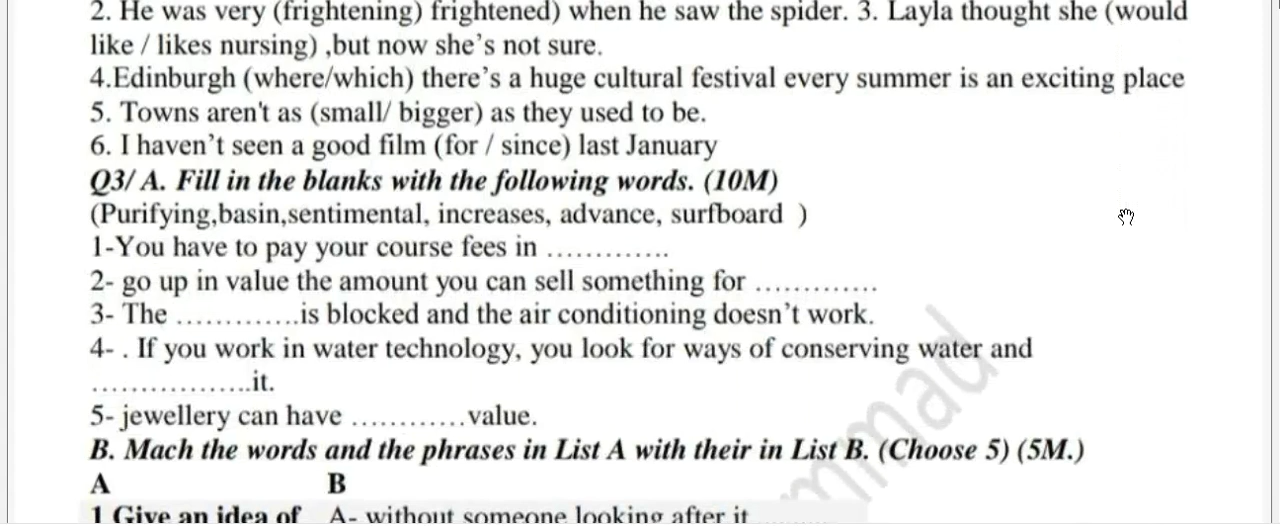 2. He was very (frightening) frightened) when he saw the spider. 3. Layla thought she (would
like / likes nursing) ,but now she’s not sure.
4.Edinburgh (where/which) there’s a huge cultural festival every summer is an exciting place
5. Towns aren't as (small/ bigger) as they used to be.
6. I haven’t seen a good film (for / since) last January
Q3/ A. Fill in the blanks with the following words. (10M)
(Purifying,basin,sentimental, increases, advance, surfboard )
1-You have to pay your course fees in .............
2- go up in value the amount you can sell something for .............
3- The .............is blocked and the air conditioning doesn’t work.
4- . If you work in water technology, you look for ways of conserving water and
.................it.
5- jewellery can have ............value.
B. Mach the words and the phrases in List A with their in List B. (Choose 5) (5M.)
A B
1 Give an idea of A- without someone looking after it